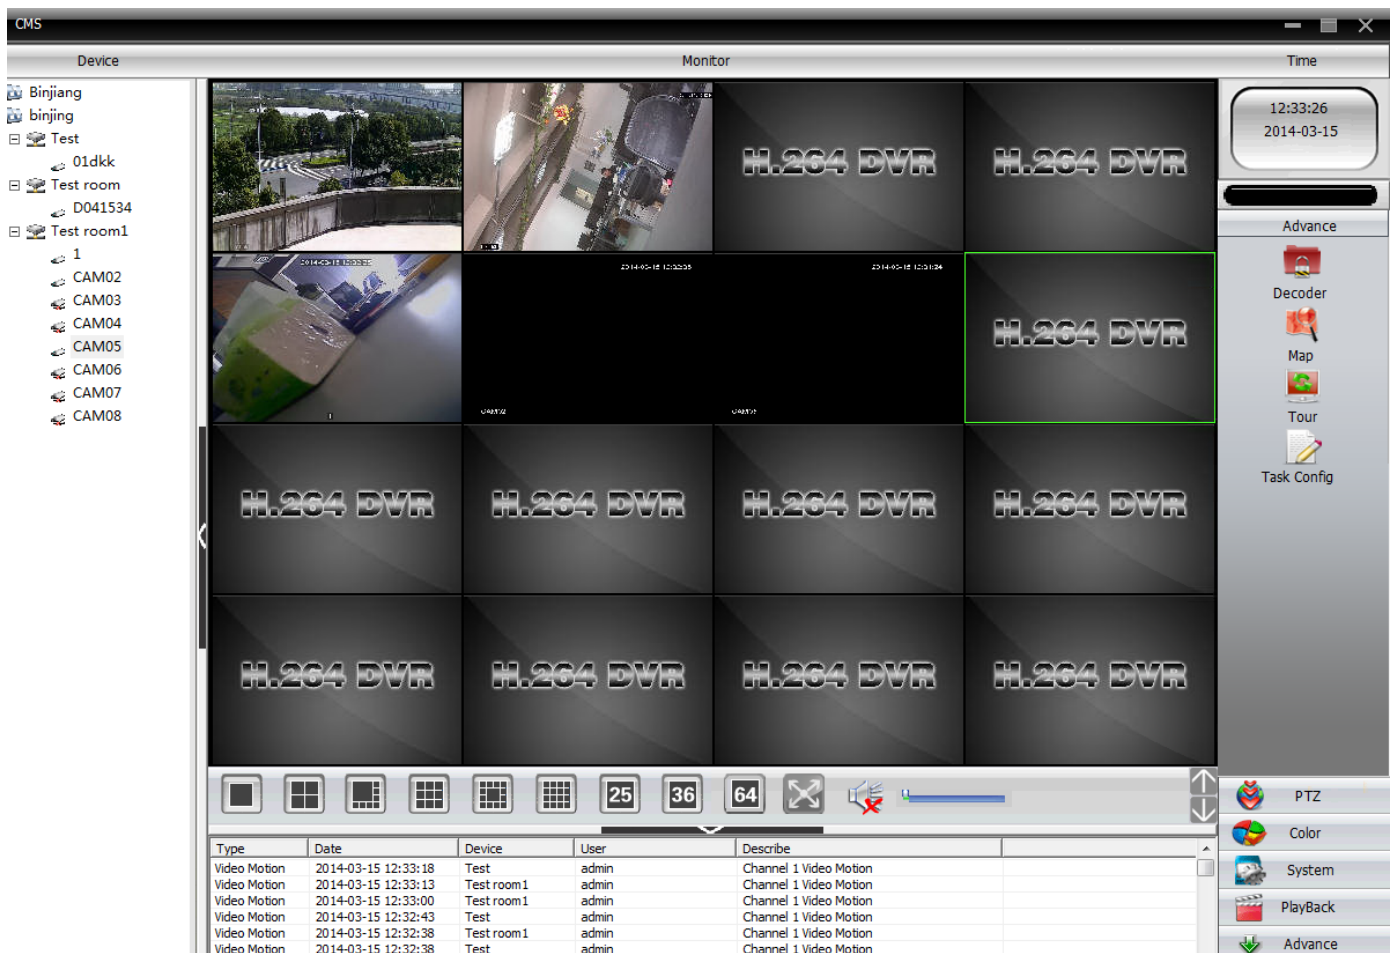 CMS
Device Monitor Time
Binjiang
binjing
Test
01dkk
Test room
D041534
Test room1
1
CAM02
CAM03
CAM04
CAM05
CAM06
CAM07
CAM08
H.264 DVR H.264 DVR
2014-03-15 12:32:35
CAM02
H.264 DVR
H.264 DVR H.264 DVR H.264 DVR H.264 DVR
H.264 DVR H.264 DVR H.264 DVR H.264 DVR
12:33:26
2014-03-15
Advance
Decoder
Map
Tour
Task Config
25 36 64
PTZ
Color
System
PlayBack
Advance
Type Date Device User Describe
Video Motion 2014-03-15 12:33:18 Test admin Channel 1 Video Motion
Video Motion 2014-03-15 12:33:13 Test room1 admin Channel 1 Video Motion
Video Motion 2014-03-15 12:33:00 Test room1 admin Channel 1 Video Motion
Video Motion 2014-03-15 12:32:43 Test admin Channel 1 Video Motion
Video Motion 2014-03-15 12:32:38 Test room1 admin Channel 1 Video Motion
Video Motion 2014-03-15 12:32:38 Test admin Channel 1 Video Motion